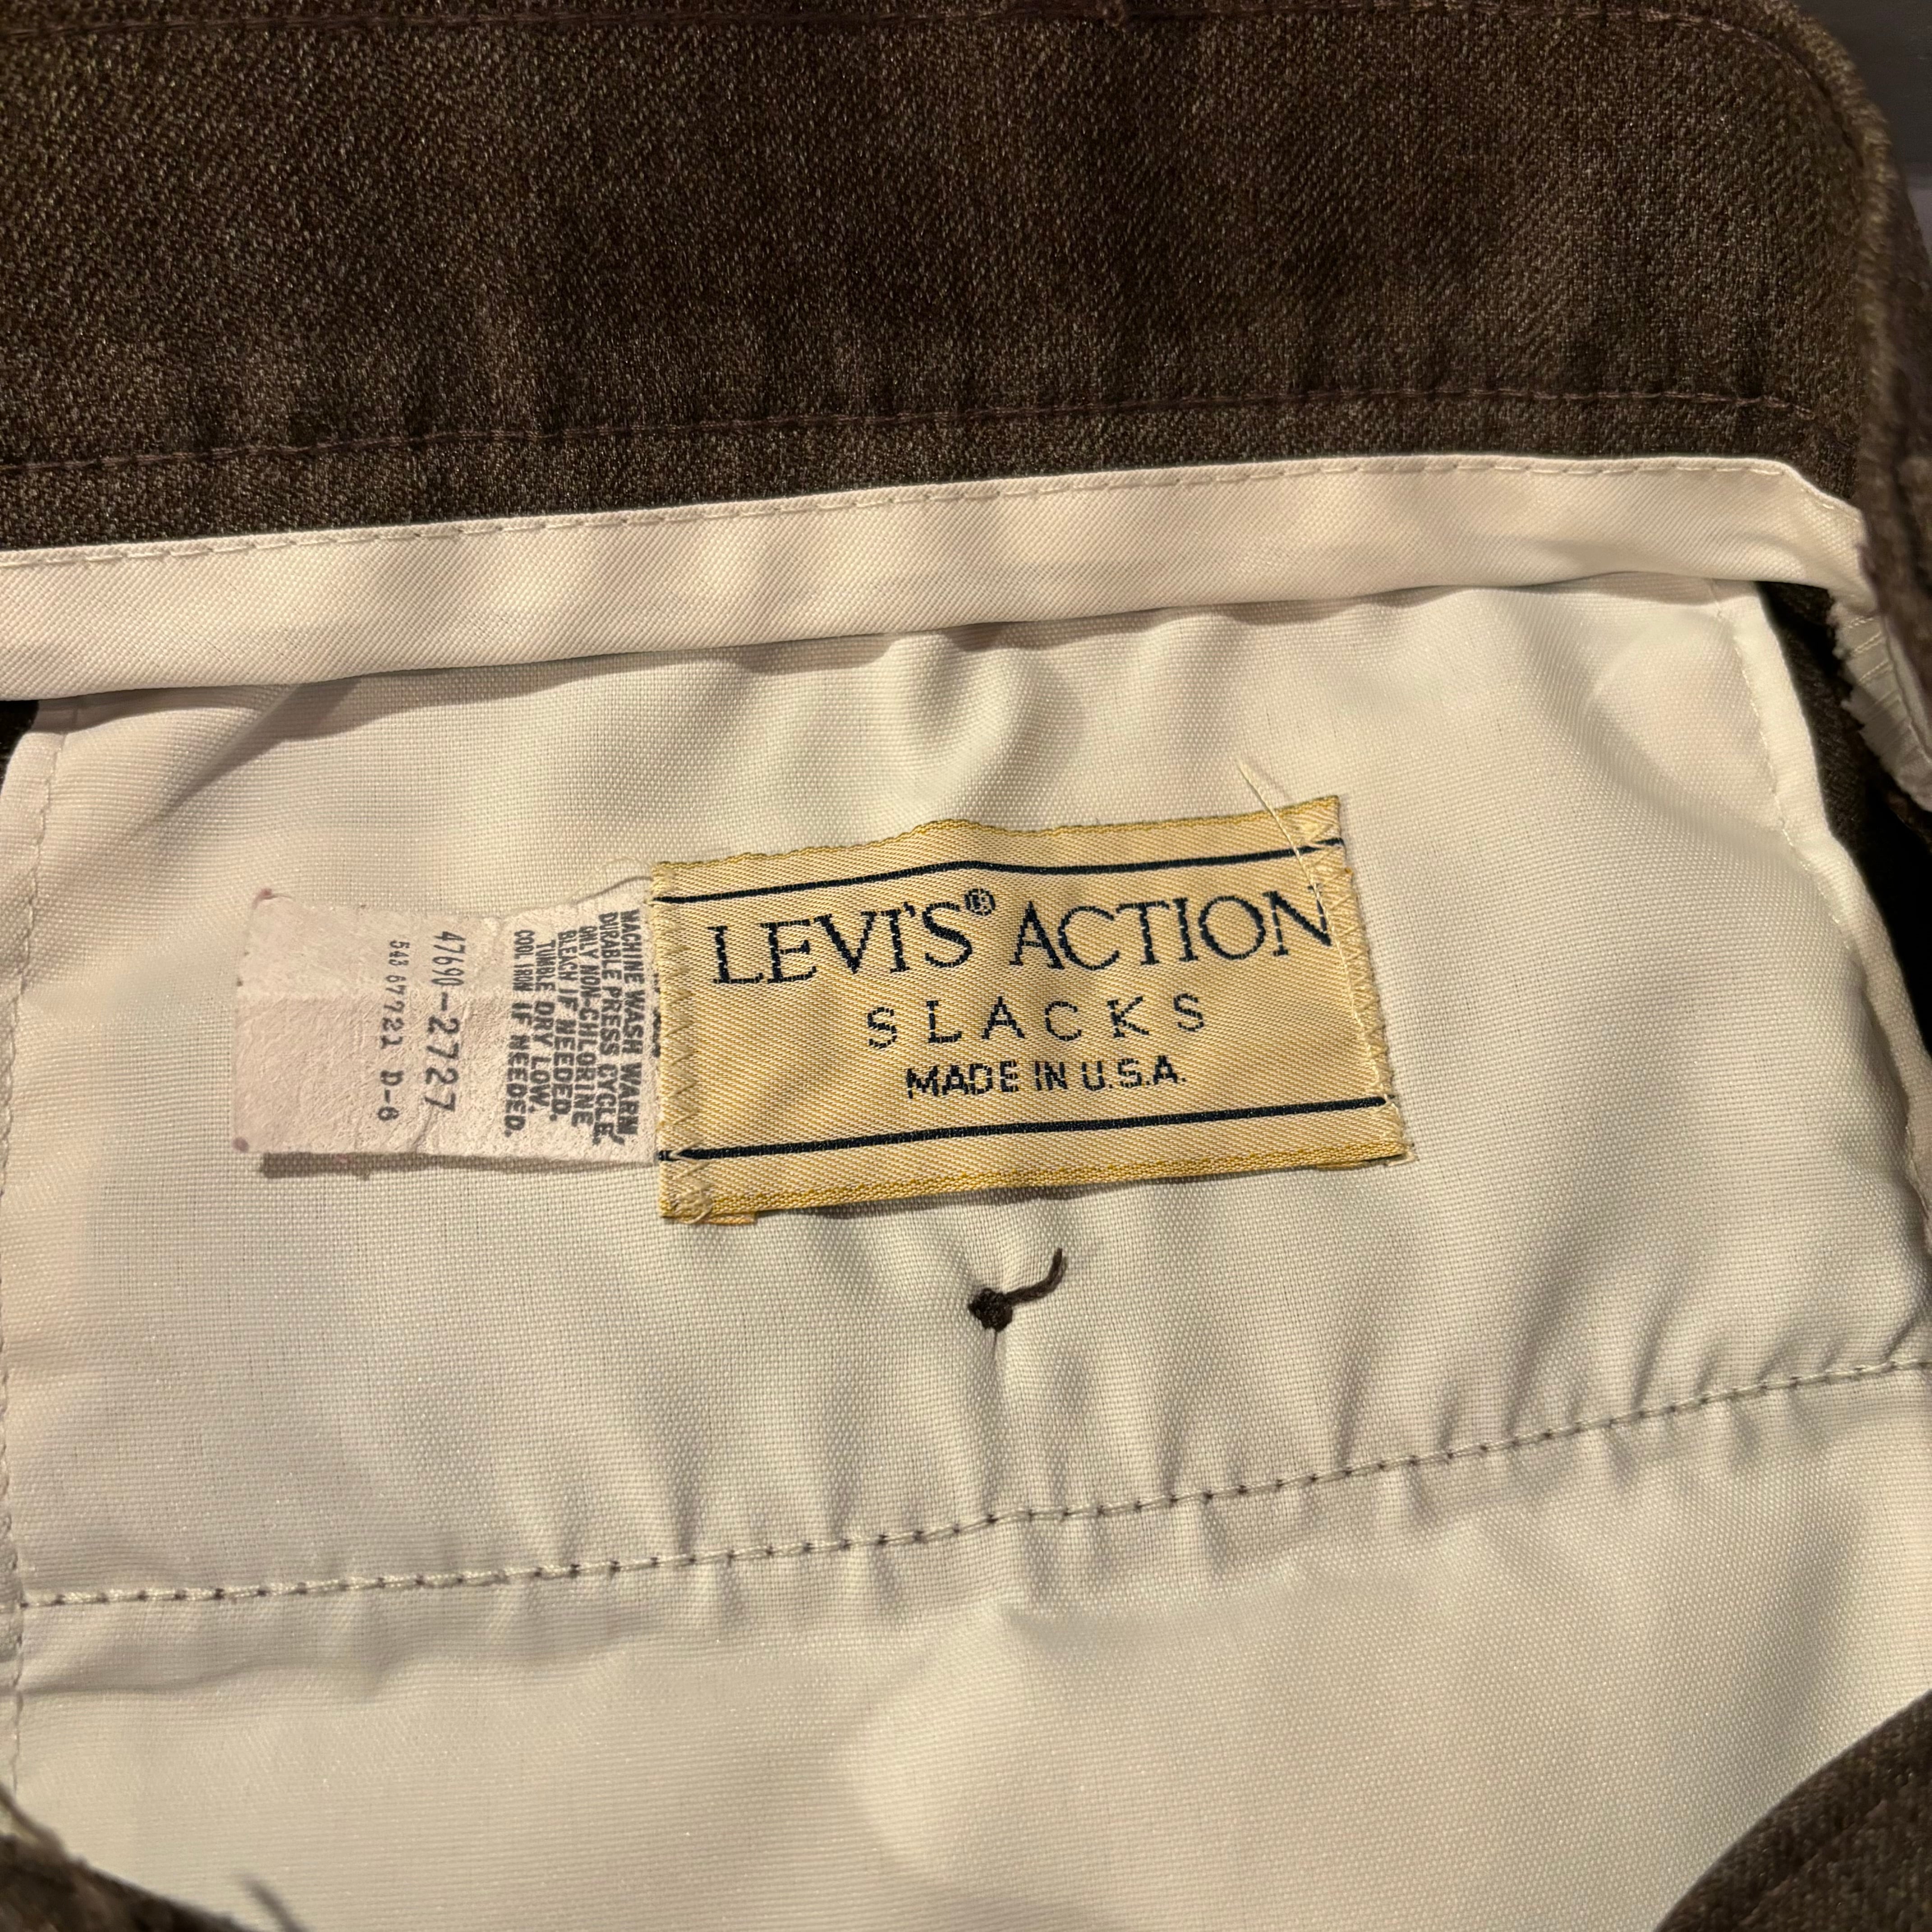 LEVI'S® ACTION
SLACKS
MADE IN U.S.A.
MACHINE WASH WARM,
DURABLE PRESS CYCLE.
ONLY NON-CHLORINE
BLEACH IF NEEDED.
TUMBLE DRY LOW.
COOL IRON IF NEEDED.
47690-2727
543 67722 D-6